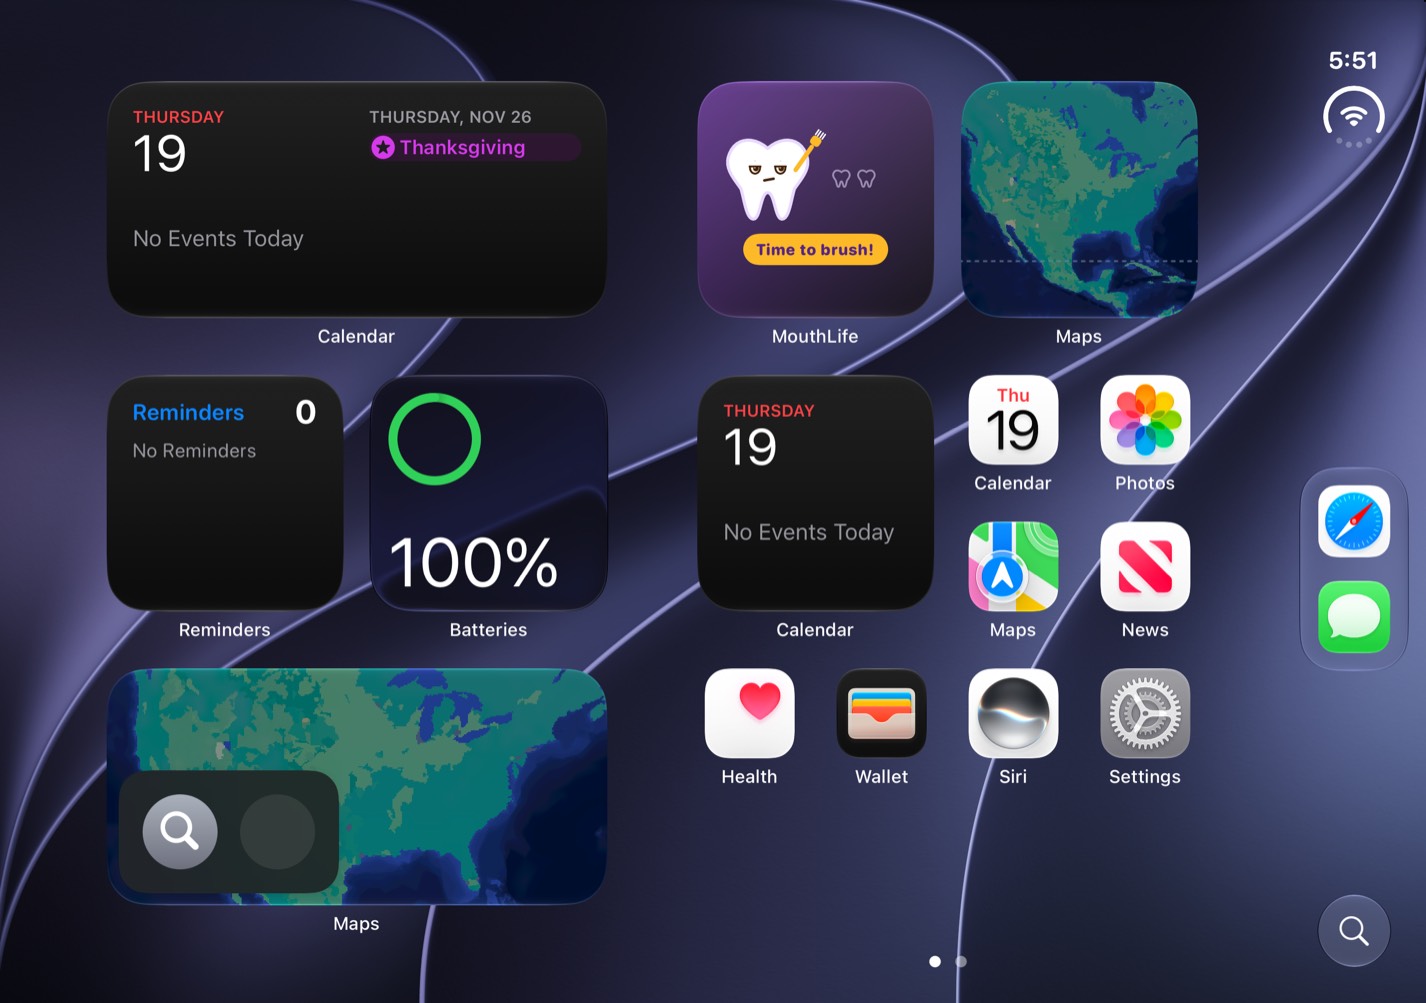 5:51
THURSDAY
19
No Events Today
THURSDAY, NOV 26
Thanksgiving
Calendar
Time to brush!
MouthLife
Maps
Reminders 0
No Reminders
Reminders
100%
Batteries
THURSDAY
19
No Events Today
Calendar
Thu
19
Calendar
Photos
Maps
News
Maps
Health
Wallet
Siri
Settings